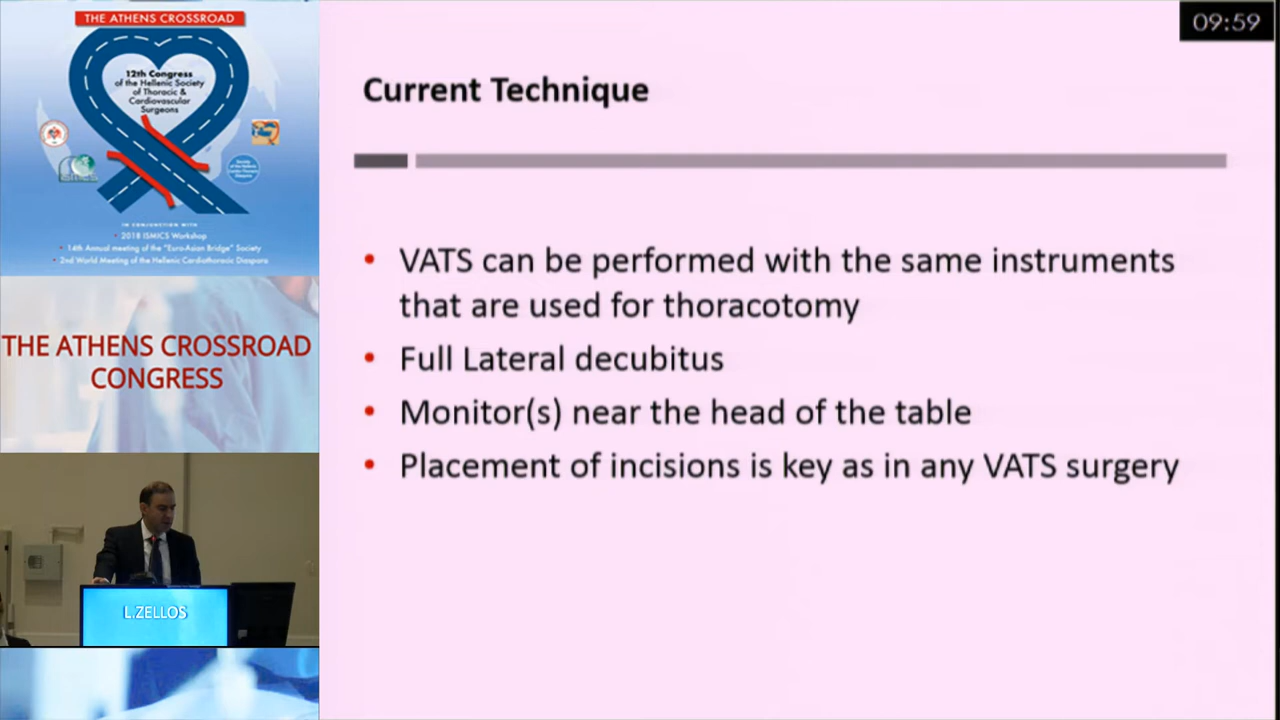 THE ATHENS CROSSROAD
12th Congress
of the Hellenic Society
of Thoracic &
Cardiovascular
Surgeons
IN CONJUNCTION WITH
• 2018 ISMICS Workshop
• 14th Annual meeting of the "Euro-Asian Bridge" Society
• 2nd World Meeting of the Hellenic Cardiothoracic Diaspora
THE ATHENS CROSSROAD
CONGRESS
L.ZELLOS
09:59
Current Technique
• VATS can be performed with the same instruments
that are used for thoracotomy
• Full Lateral decubitus
• Monitor(s) near the head of the table
• Placement of incisions is key as in any VATS surgery